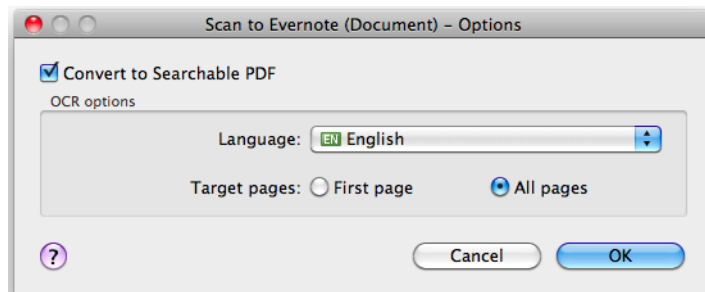 Scan to Evernote (Document) – Options
Convert to Searchable PDF
OCR options
Language: EN English
Target pages: First page All pages
? Cancel OK